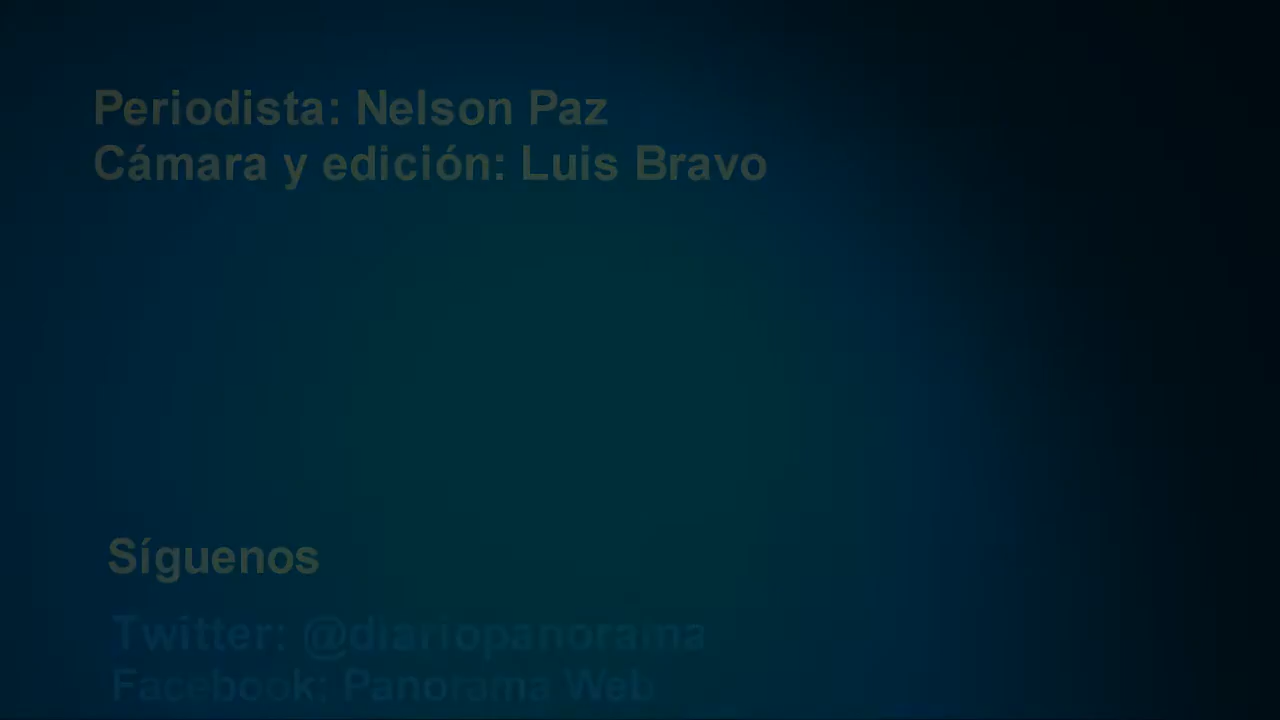 Periodista: Nelson Paz
Cámara y edición: Luis Bravo
Síguenos
Twitter: @diariopanorama
Facebook: Panorama Web